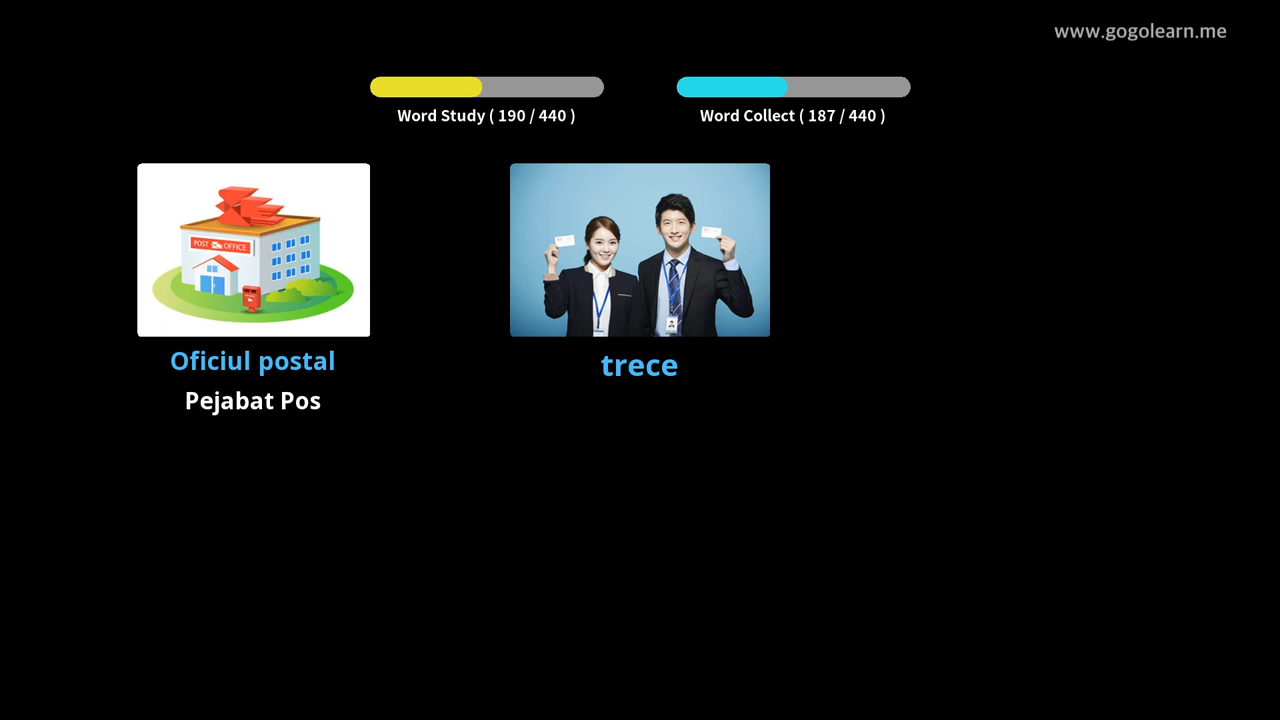 www.gogolearn.me
Word Study ( 190 / 440 )
Word Collect ( 187 / 440 )
POST OFFICE
Oficiul postal
Pejabat Pos
trece